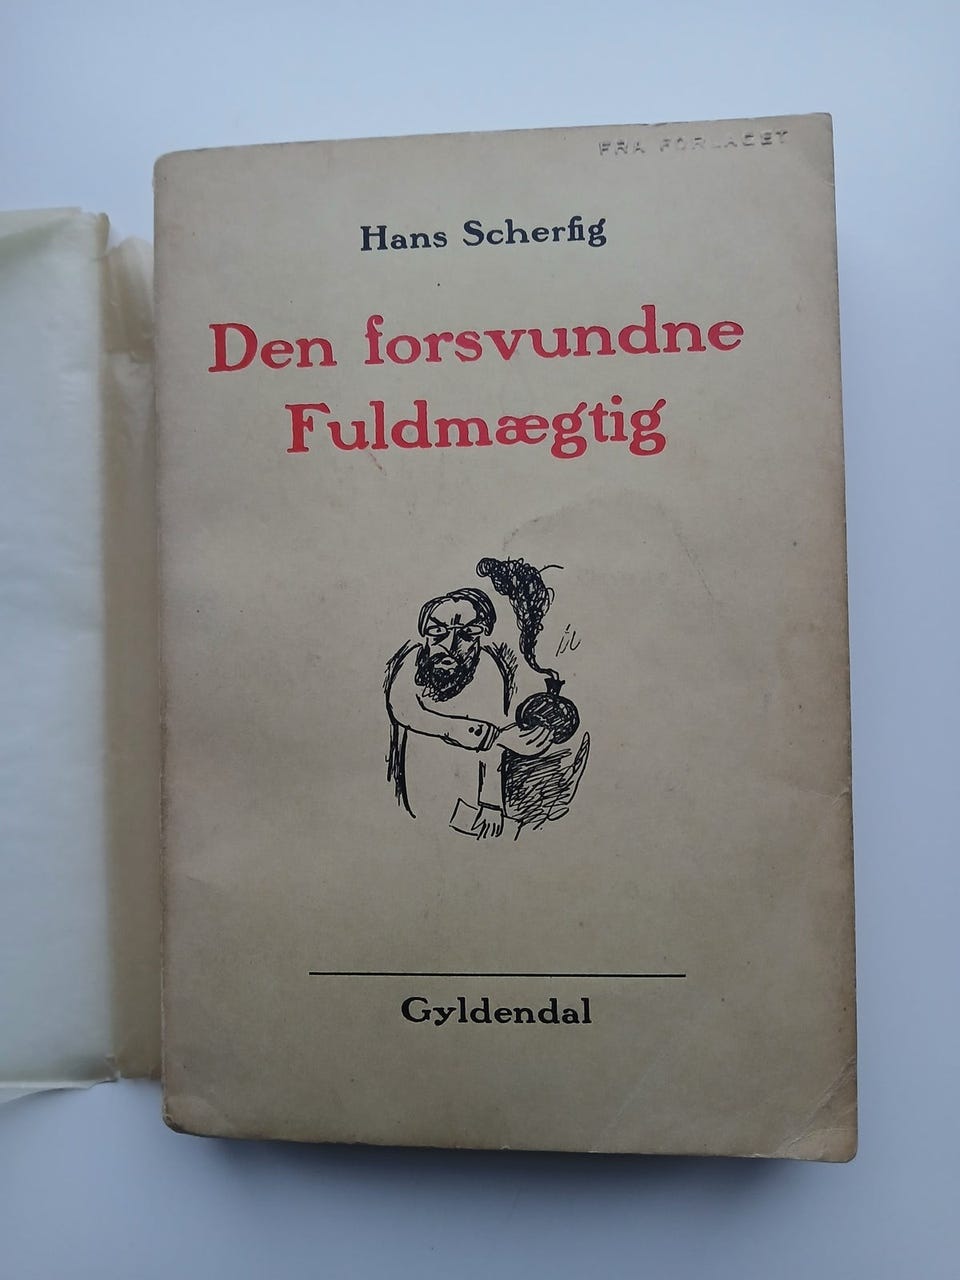 FRA FORLAGET
Hans Scherfig
Den forsvundne
Fuldmægtig
Gyldendal